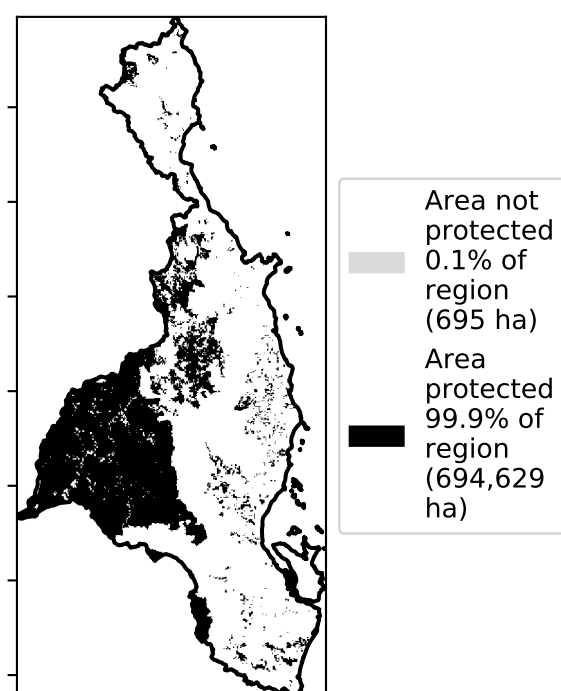 Area not
protected
0.1% of
region
(695 ha)
Area
protected
99.9% of
region
(694,629
ha)